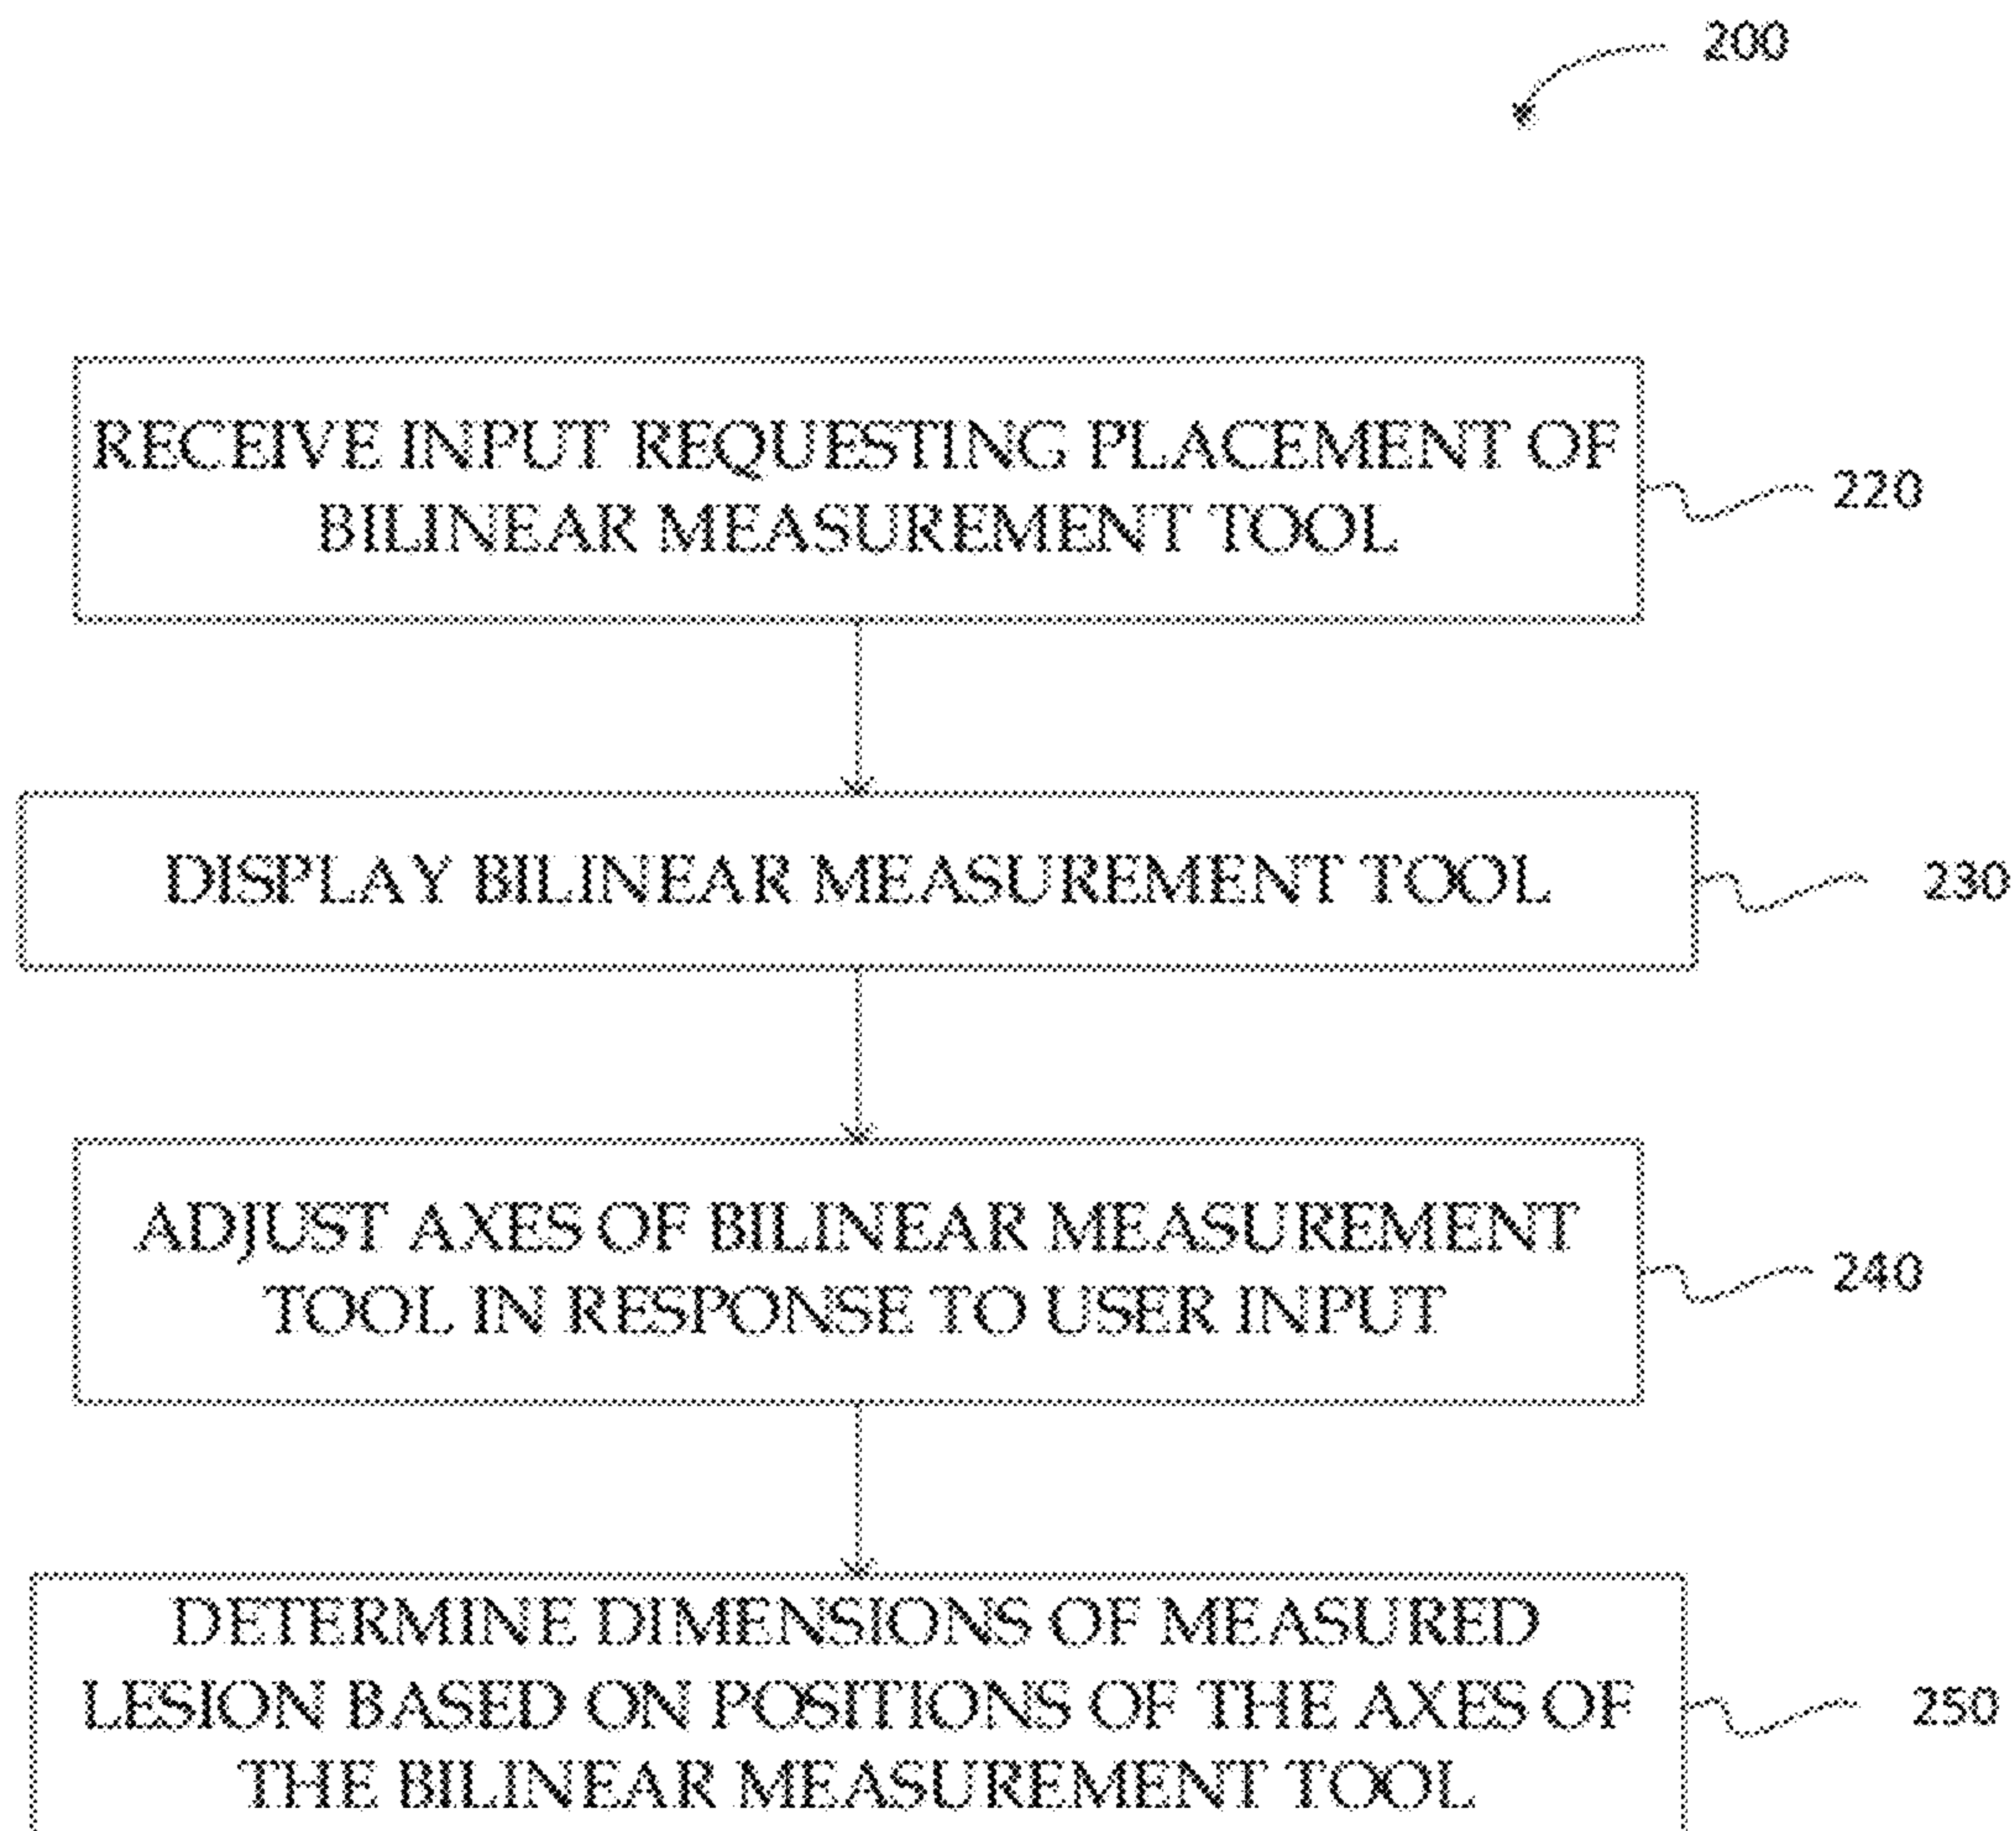 200
RECEIVE INPUT REQUESTING PLACEMENT OF
BILINEAR MEASUREMENT TOOL
220
DISPLAY BILINEAR MEASUREMENT TOOL
230
ADJUST AXES OF BILINEAR MEASUREMENT
TOOL IN RESPONSE TO USER INPUT
240
DETERMINE DIMENSIONS OF MEASURED
LESION BASED ON POSITIONS OF THE AXES OF
THE BILINEAR MEASUREMENT TOOL
250